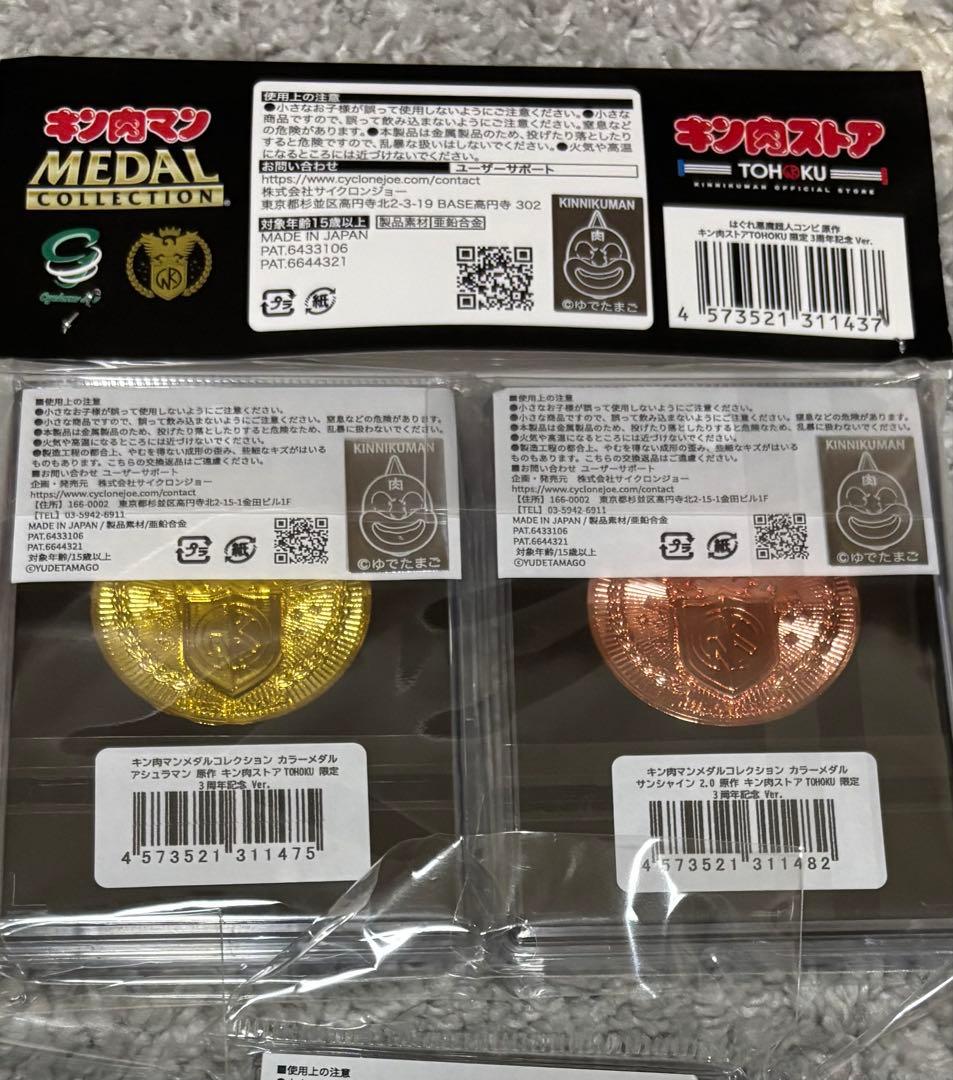 キン肉マン
MEDAL
COLLECTION
使用上の注意
●小さなお子様が誤って使用しないようにご注意ください。●小さな
商品ですので、誤って飲み込まないようにご注意ください。窒息など
の危険があります。●本製品は金属製品のため、投げたり落としたり
すると危険ですので、乱暴な扱いはしないでください。●火気や高温
になるところには近づけないでください。
お問い合わせ ユーザーサポート
https://www.cyclonejoe.com/contact
株式会社サイクロンジョー
東京都杉並区高円寺北2-3-19 BASE高円寺 302
対象年齢15歳以上 製品素材 亜鉛合金
MADE IN JAPAN
PAT.6433106
PAT.6644321
プラ 紙
KINNIKUMAN
肉
©ゆでたまご
キン肉ストア
TOHOKU
KINNIKUMAN OFFICIAL STORE
はぐれ悪魔超人コンビ 原作
キン肉ストアTOHOKU 限定 3周年記念 Ver.
4 573521 311437
■使用上の注意
●小さなお子様が誤って使用しないようにご注意ください。
●小さな商品ですので、誤って飲み込まないようにご注意ください。窒息などの危険があります。
●本製品は金属製品のため、投げたり落としたりすると危険なため、乱暴に扱わないでください。
●火気や高温になるところには近づけないでください。
●製造工程の都合上、やむを得ない成形の歪み、些細なキズがはいる
ものもあります。こちらの交換返品はご遠慮ください。
■お問い合わせ ユーザーサポート
企画・発売元 株式会社サイクロンジョー
https://www.cyclonejoe.com/contact
【住所】166-0002 東京都杉並区高円寺北2-15-1金田ビル1F
【TEL】03-5942-6911
MADE IN JAPAN / 製品素材/亜鉛合金
PAT.6433106
PAT.6644321
対象年齢/15歳以上
©YUDETAMAGO
プラ 紙
KINNIKUMAN
肉
©ゆでたまご
キン肉マンメダルコレクション カラーメダル
アシュラマン 原作 キン肉ストア TOHOKU 限定
3周年記念 Ver.
4 573521 311475
■使用上の注意
●小さなお子様が誤って使用しないようにご注意ください。
●小さな商品ですので、誤って飲み込まないようにご注意ください。窒息などの危険があります。
●本製品は金属製品のため、投げたり落としたりすると危険なため、乱暴に扱わないでください。
●火気や高温になるところには近づけないでください。
●製造工程の都合上、やむを得ない成形の歪み、些細なキズがはいる
ものもあります。こちらの交換返品はご遠慮ください。
■お問い合わせ ユーザーサポート
企画・発売元 株式会社サイクロンジョー
https://www.cyclonejoe.com/contact
【住所】166-0002 東京都杉並区高円寺北2-15-1金田ビル1F
【TEL】03-5942-6911
MADE IN JAPAN / 製品素材/亜鉛合金
PAT.6433106
PAT.6644321
対象年齢/15歳以上
©YUDETAMAGO
プラ 紙
KINNIKUMAN
肉
©ゆでたまご
キン肉マンメダルコレクション カラーメダル
サンシャイン 2.0 原作 キン肉ストア TOHOKU 限定
3周年記念 Ver.
4 573521 311482
■使用上の注意